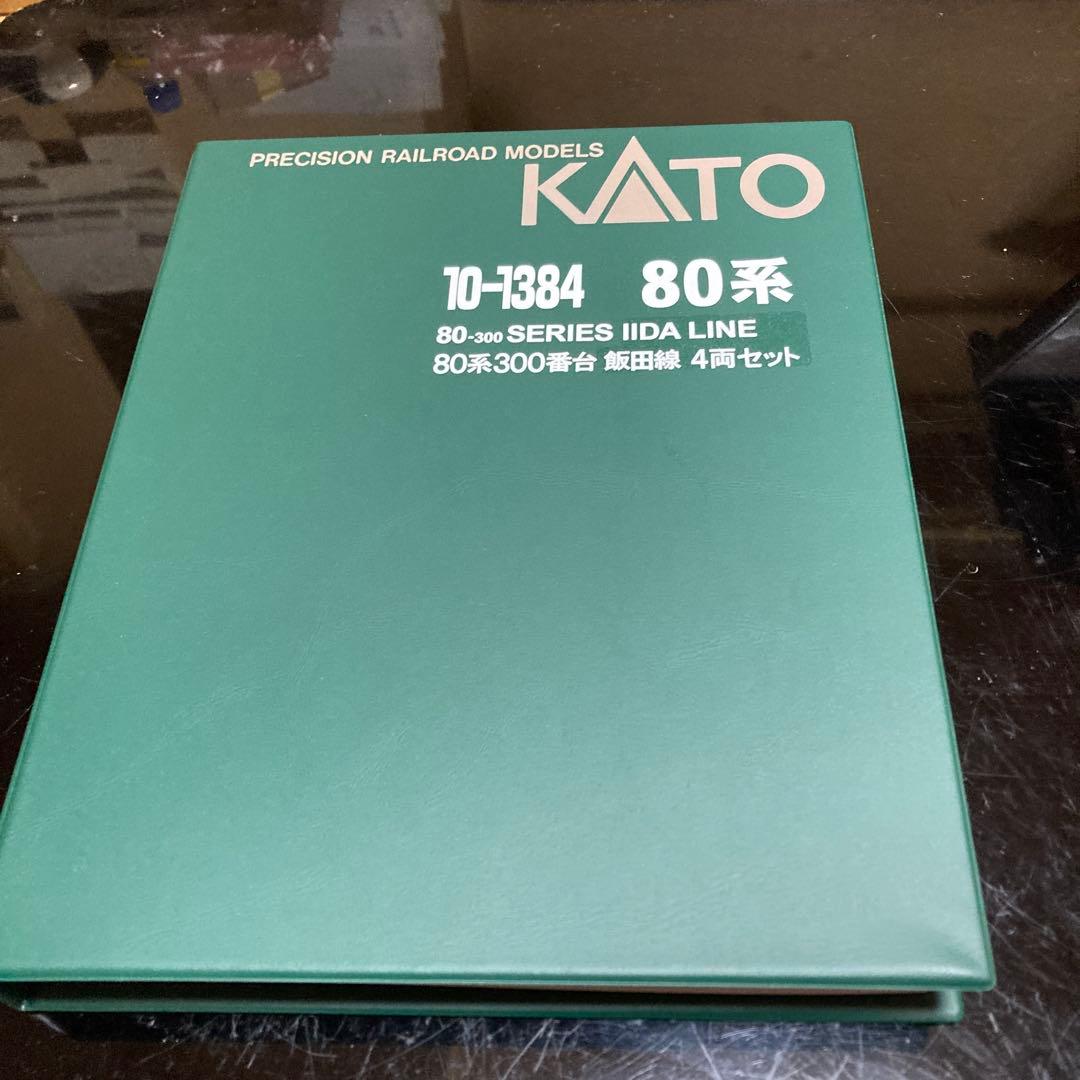 PRECISION RAILROAD MODELS
KATO
10-1384 80系
80-300 SERIES IIDA LINE
80系300番台 飯田線 4両セット